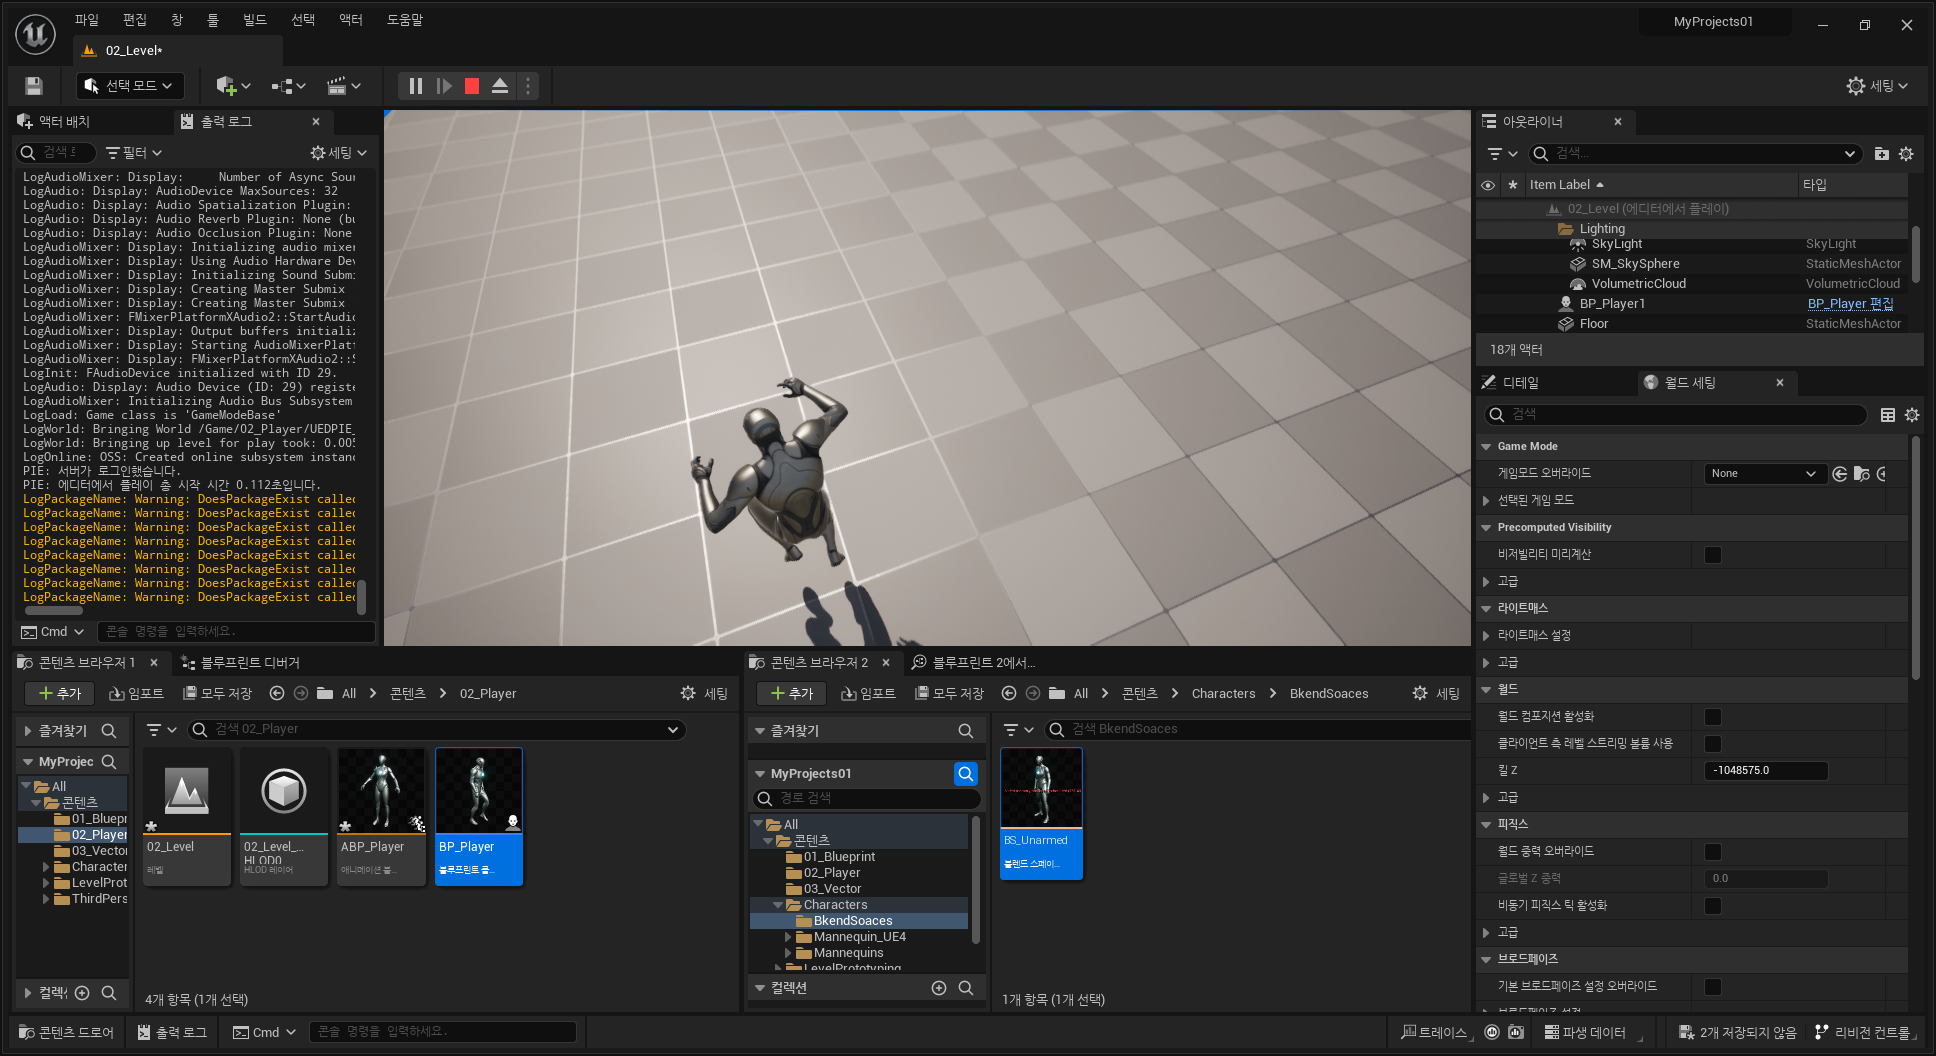 파일 편집 창 툴 빌드 선택 액터 도움말
MyProjects01
02_Level*
선택 모드
세팅
액터 배치
출력 로그
필터
세팅
LogAudioMixer: Display: Number of Async Sour
LogAudio: Display: AudioDevice MaxSources: 32
LogAudio: Display: Audio Spatialization Plugin:
LogAudio: Display: Audio Reverb Plugin: None (bu
LogAudio: Display: Audio Occlusion Plugin: None
LogAudioMixer: Display: Initializing audio mixer
LogAudioMixer: Display: Using Audio Hardware Dev
LogAudioMixer: Display: Initializing Sound Submi
LogAudioMixer: Display: Creating Master Submix
LogAudioMixer: Display: Creating Master Submix
LogAudioMixer: FMixerPlatformXAudio2::StartAudio
LogAudioMixer: Display: Output buffers initializ
LogAudioMixer: Display: Starting AudioMixerPlatf
LogAudioMixer: Display: FMixerPlatformXAudio2::S
LogInit: FAudioDevice initialized with ID 29.
LogAudio: Display: Audio Device (ID: 29) registe
LogAudioMixer: Initializing Audio Bus Subsystem
LogLoad: Game class is 'GameModeBase'
LogWorld: Bringing World /Game/02_Player/UEDPIE_
LogWorld: Bringing up level for play took: 0.005
LogOnline: OSS: Created online subsystem instanc
PIE: 서버가 로그인했습니다.
PIE: 에디터에서 플레이 총 시작 시간 0.112초입니다.
LogPackageName: Warning: DoesPackageExist called
LogPackageName: Warning: DoesPackageExist called
LogPackageName: Warning: DoesPackageExist called
LogPackageName: Warning: DoesPackageExist called
LogPackageName: Warning: DoesPackageExist called
LogPackageName: Warning: DoesPackageExist called
LogPackageName: Warning: DoesPackageExist called
LogPackageName: Warning: DoesPackageExist called
Cmd
콘솔 명령을 입력하세요.
아웃라이너
검색...
Item Label
타입
02_Level (에디터에서 플레이)
Lighting
SkyLight SkyLight
SM_SkySphere StaticMeshActor
VolumetricCloud VolumetricCloud
BP_Player1 BP_Player 편집
Floor StaticMeshActor
18개 액터
디테일
월드 세팅
검색
Game Mode
게임모드 오버라이드 None
선택된 게임 모드
Precomputed Visibility
비저빌리티 미리계산
고급
라이트매스
라이트매스 설정
고급
월드
월드 컴포지션 활성화
클라이언트 측 레벨 스트리밍 볼륨 사용
킬 Z -1048575.0
고급
피직스
월드 중력 오버라이드
글로벌 Z 중력 0.0
비동기 피직스 틱 활성화
고급
브로드페이즈
기본 브로드페이즈 설정 오버라이드
브로드페이즈 설정
콘텐츠 브라우저 1
블루프린트 디버거
추가 임포트 모두 저장 All 콘텐츠 02_Player 세팅
즐겨찾기
검색 02_Player
MyProjec
All
콘텐츠
01_Bluepr
02_Player
03_Vector
Character
LevelProt
ThirdPers
컬렉
02_Level
레벨
02_Level_...
HLOD0
HLOD 레이어
ABP_Player
애니메이션 블...
BP_Player
블루프린트 클...
4개 항목 (1개 선택)
콘텐츠 브라우저 2
블루프린트 2에서...
추가 임포트 모두 저장 All 콘텐츠 Characters BkendSoaces 세팅
즐겨찾기
검색 BkendSoaces
MyProjects01
경로 검색
All
콘텐츠
01_Blueprint
02_Player
03_Vector
Characters
BkendSoaces
Mannequin_UE4
Mannequins
LevelPrototyping
컬렉션
BS_Unarmed
블렌드 스페이...
1개 항목 (1개 선택)
콘텐츠 드로어 출력 로그 Cmd 콘솔 명령을 입력하세요.
트레이스 파생 데이터 2개 저장되지 않음 리비전 컨트롤